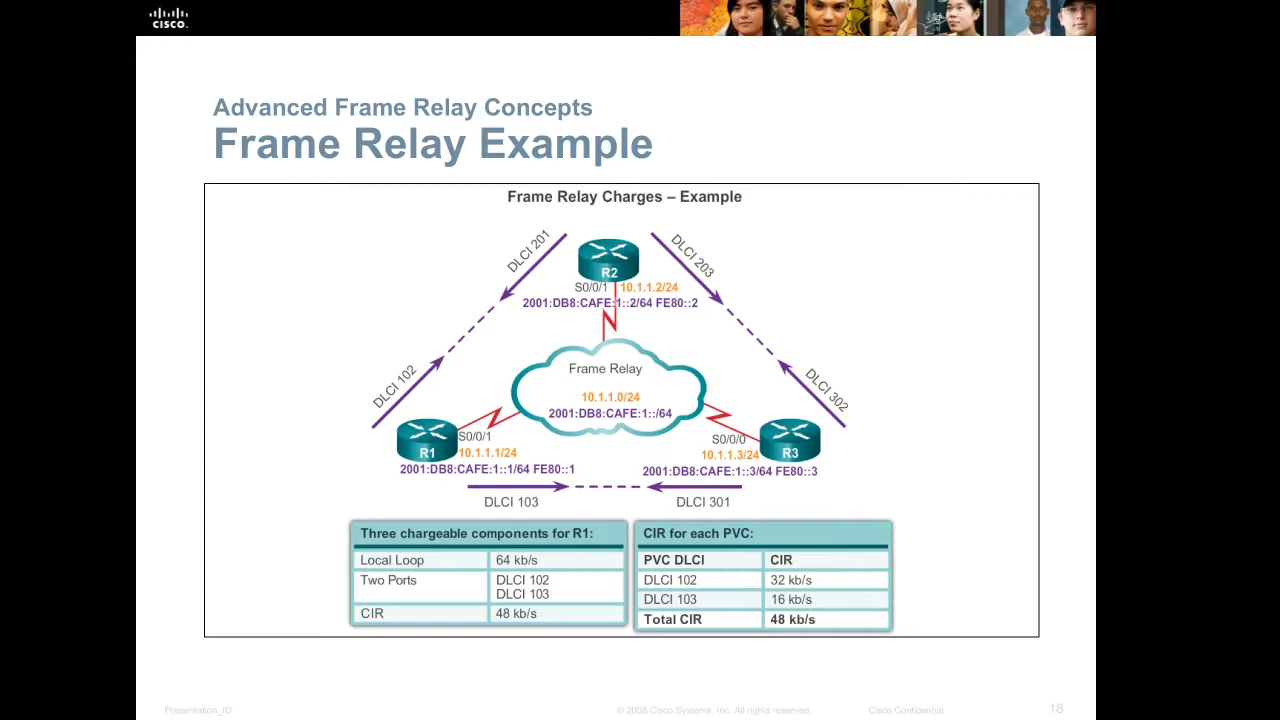 CISCO.
Advanced Frame Relay Concepts
Frame Relay Example
Frame Relay Charges – Example
DLCI 201
DLCI 203
R2
S0/0/1 10.1.1.2/24
2001:DB8:CAFE:1::2/64 FE80::2
DLCI 102
DLCI 302
Frame Relay
10.1.1.0/24
2001:DB8:CAFE:1::/64
R1
S0/0/1
10.1.1.1/24
2001:DB8:CAFE:1::1/64 FE80::1
S0/0/0
R3
10.1.1.3/24
2001:DB8:CAFE:1::3/64 FE80::3
DLCI 103
DLCI 301
Three chargeable components for R1:
Local Loop 64 kb/s
Two Ports DLCI 102
DLCI 103
CIR 48 kb/s
CIR for each PVC:
PVC DLCI CIR
DLCI 102 32 kb/s
DLCI 103 16 kb/s
Total CIR 48 kb/s
Presentation_ID © 2008 Cisco Systems, Inc. All rights reserved. Cisco Confidential 18